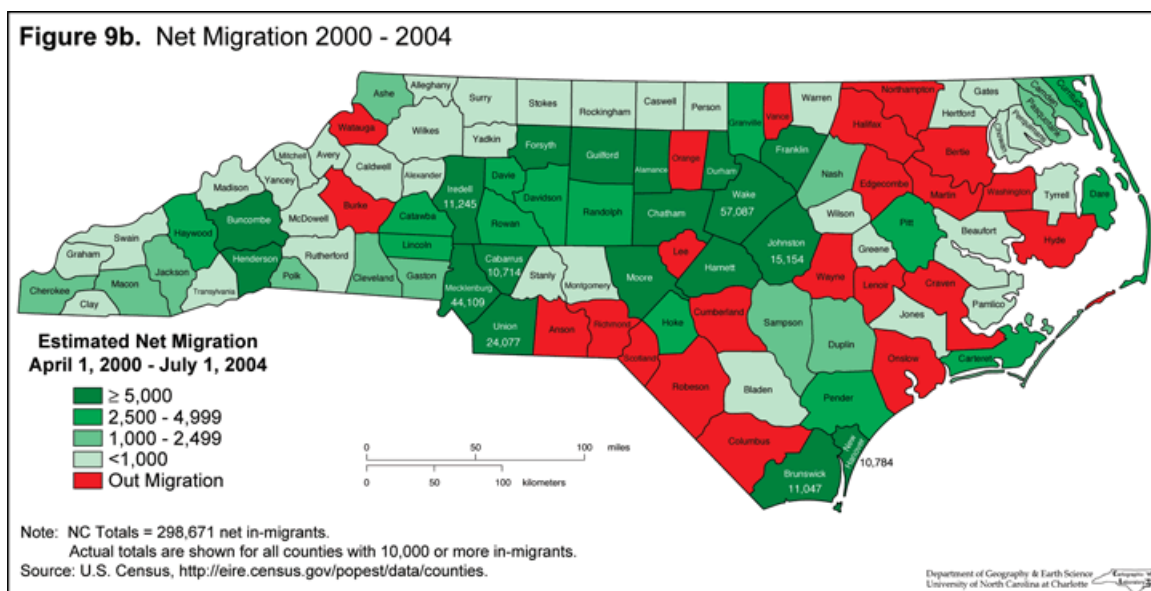 Figure 9b. Net Migration 2000 - 2004
Alleghany
Ashe
Surry
Stokes
Rockingham
Caswell
Person
Granville
Vance
Warren
Northampton
Gates
Camden
Currituck
Pasquotank
Perquimans
Chowan
Hertford
Halifax
Watauga
Wilkes
Yadkin
Forsyth
Guilford
Alamance
Orange
Durham
Franklin
Nash
Bertie
Mitchell
Avery
Caldwell
Alexander
Iredell
11,245
Davie
Davidson
Randolph
Chatham
Wake
57,087
Edgecombe
Martin
Washington
Tyrrell
Dare
Madison
Yancey
McDowell
Burke
Catawba
Rowan
Wilson
Pitt
Beaufort
Hyde
Swain
Haywood
Buncombe
Rutherford
Lincoln
Cabarrus
10,714
Stanly
Montgomery
Moore
Lee
Harnett
Johnston
15,154
Greene
Wayne
Lenoir
Craven
Pamlico
Graham
Jackson
Henderson
Polk
Cleveland
Gaston
Mecklenburg
44,109
Cherokee
Macon
Clay
Transylvania
Union
24,077
Anson
Richmond
Scotland
Hoke
Cumberland
Sampson
Duplin
Jones
Onslow
Carteret
Robeson
Bladen
Pender
Columbus
Brunswick
11,047
New
Hanover
10,784
Estimated Net Migration
April 1, 2000 - July 1, 2004
≥ 5,000
2,500 - 4,999
1,000 - 2,499
<1,000
Out Migration
0 50 100 miles
0 50 100 kilometers
Note: NC Totals = 298,671 net in-migrants.
Actual totals are shown for all counties with 10,000 or more in-migrants.
Source: U.S. Census, http://eire.census.gov/popest/data/counties.
Department of Geography & Earth Science
University of North Carolina at Charlotte